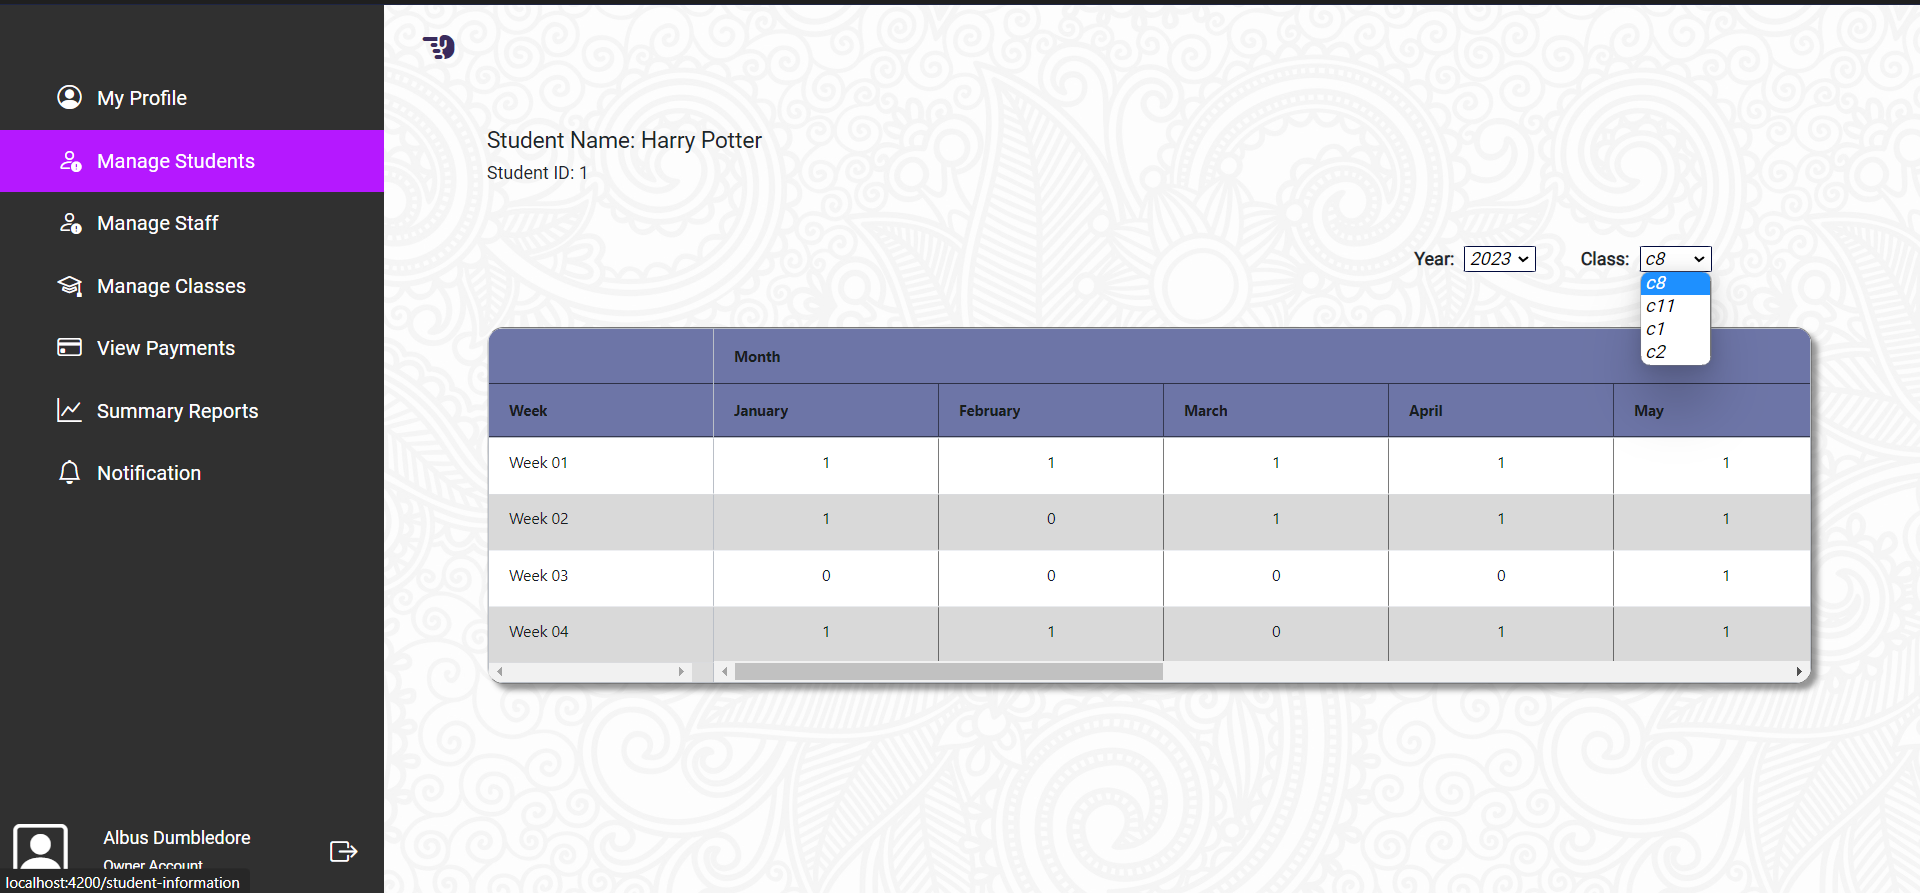 My Profile
Manage Students
Manage Staff
Manage Classes
View Payments
Summary Reports
Notification
Albus Dumbledore
Owner Account
localhost:4200/student-information
Student Name: Harry Potter
Student ID: 1
Year: 2023 Class: c8
c8
c11
c1
c2
Month
Week January February March April May
Week 01 1 1 1 1 1
Week 02 1 0 1 1 1
Week 03 0 0 0 0 1
Week 04 1 1 0 1 1